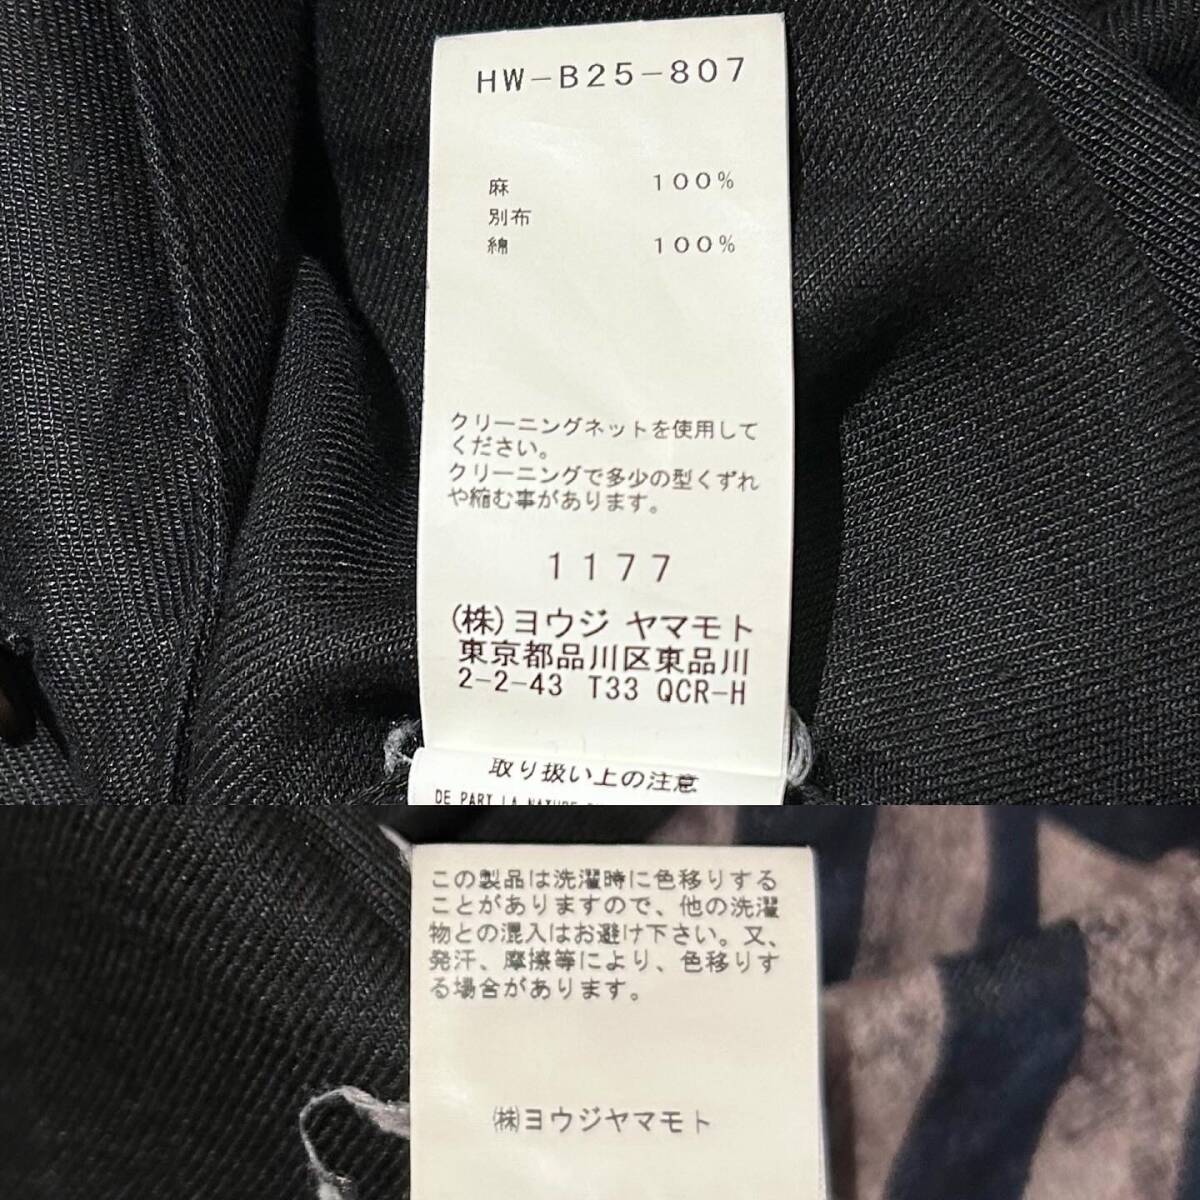 HW-B25-807
麻 100%
別布
綿 100%
クリーニングネットを使用して
ください。
クリーニングで多少の型くずれ
や縮む事があります。
1177
(株)ヨウジ ヤマモト
東京都品川区東品川
2-2-43 T33 QCR-H
取り扱い上の注意
DE PART LA NATURE
この製品は洗濯時に色移りする
ことがありますので、他の洗濯
物との混入はお避け下さい。又、
発汗、摩擦等により、色移りす
る場合があります。
㈱ヨウジヤマモト